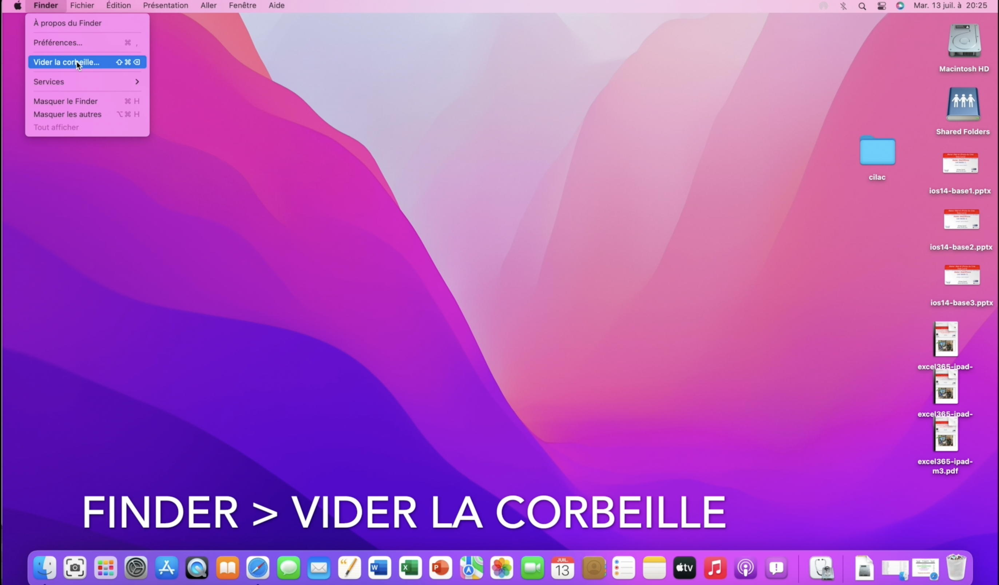 Finder Fichier Édition Présentation Aller Fenêtre Aide Mar. 13 juil. à 20:25
À propos du Finder
Préférences... ⌘ ,
Vider la corbeille... ⇧ ⌘ ⌫
Services >
Masquer le Finder ⌘ H
Masquer les autres ⌥ ⌘ H
Tout afficher
Macintosh HD
Shared Folders
cilac
ios14-base1.pptx
ios14-base2.pptx
ios14-base3.pptx
excel365-ipad-
excel365-ipad-
excel365-ipad-
m3.pdf
FINDER > VIDER LA CORBEILLE
JUIL.
13
W
X
P
tv